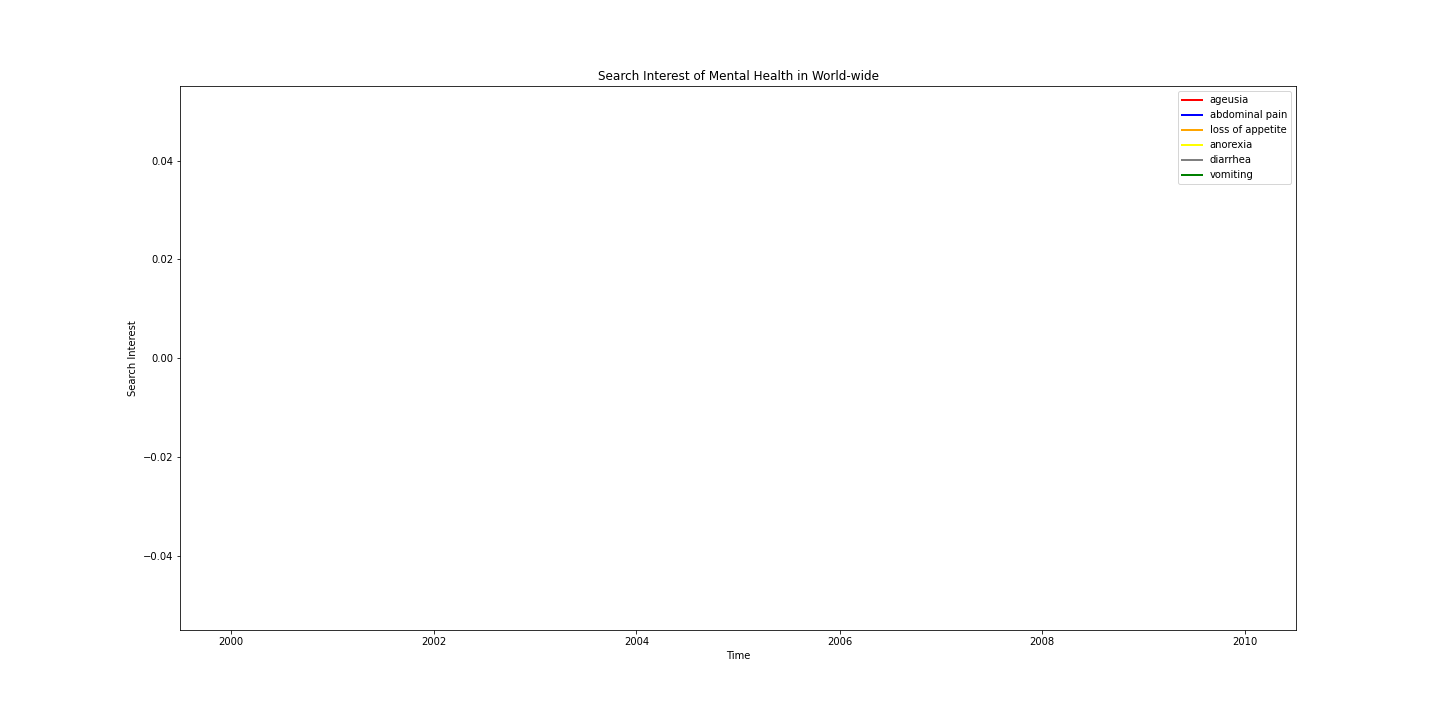 Search Interest of Mental Health in World-wide
ageusia
abdominal pain
loss of appetite
anorexia
diarrhea
vomiting
0.04
0.02
0.00
−0.02
−0.04
Search Interest
2000 2002 2004 2006 2008 2010
Time